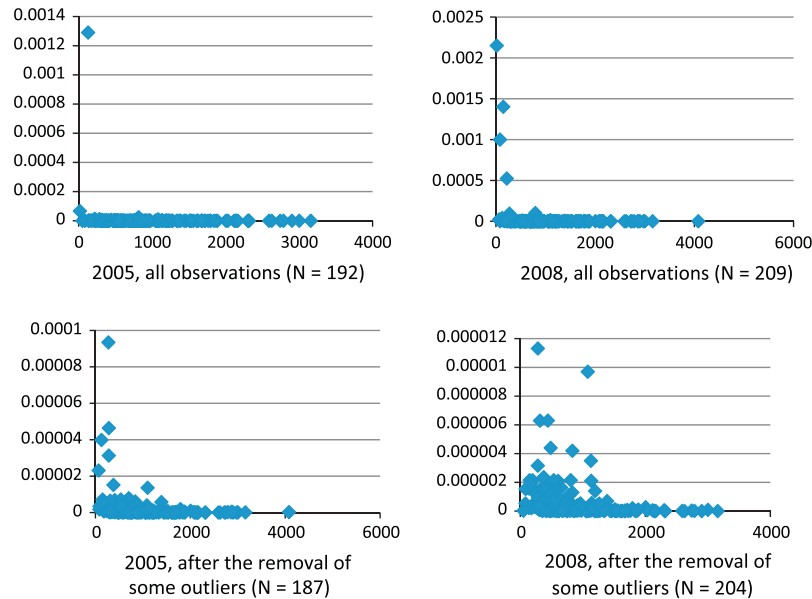 0.0014
0.0012
0.001
0.0008
0.0006
0.0004
0.0002
0
0 1000 2000 3000 4000
2005, all observations (N = 192)
0.0025
0.002
0.0015
0.001
0.0005
0
0 2000 4000 6000
2008, all observations (N = 209)
0.0001
0.00008
0.00006
0.00004
0.00002
0
0 2000 4000 6000
2005, after the removal of
some outliers (N = 187)
0.000012
0.00001
0.000008
0.000006
0.000004
0.000002
0
0 2000 4000
2008, after the removal of
some outliers (N = 204)